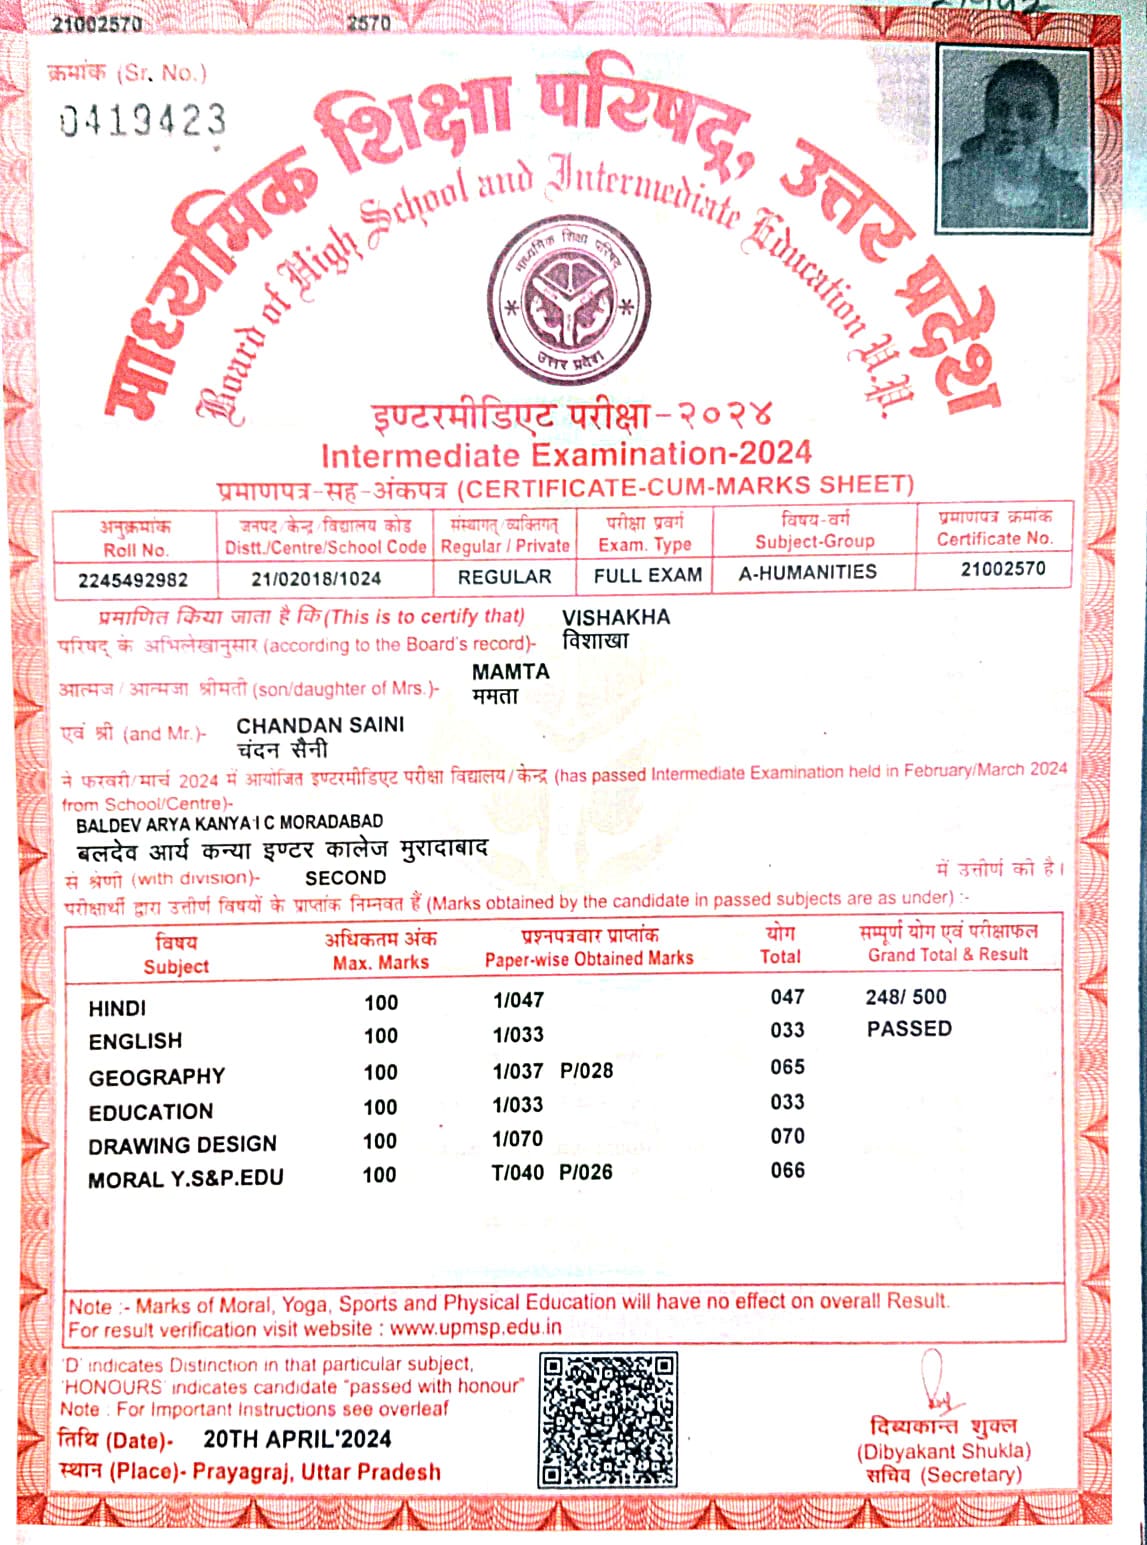 21002570 2570
क्रमांक (Sr. No.)
0419423
माध्यमिक शिक्षा परिषद्, उत्तर प्रदेश
Board of High School and Intermediate Education U.P.
माध्यमिक शिक्षा परिषद्
उत्तर प्रदेश
इण्टरमीडिएट परीक्षा-२०२४
Intermediate Examination-2024
प्रमाणपत्र-सह-अंकपत्र (CERTIFICATE-CUM-MARKS SHEET)
अनुक्रमांक जनपद/केन्द्र/विद्यालय कोड संस्थागत/व्यक्तिगत परीक्षा प्रवर्ग विषय-वर्ग प्रमाणपत्र क्रमांक
Roll No. Distt./Centre/School Code Regular / Private Exam. Type Subject-Group Certificate No.
2245492982 21/02018/1024 REGULAR FULL EXAM A-HUMANITIES 21002570
प्रमाणित किया जाता है कि (This is to certify that) VISHAKHA
परिषद् के अभिलेखानुसार (according to the Board's record)- विशाखा
MAMTA
आत्मज/आत्मजा श्रीमती (son/daughter of Mrs.)- ममता
एवं श्री (and Mr.)- CHANDAN SAINI
चंदन सैनी
ने फरवरी/मार्च 2024 में आयोजित इण्टरमीडिएट परीक्षा विद्यालय/केन्द्र (has passed Intermediate Examination held in February/March 2024
from School/Centre)-
BALDEV ARYA KANYA I C MORADABAD
बलदेव आर्य कन्या इण्टर कालेज मुरादाबाद
से श्रेणी (with division)- SECOND में उत्तीर्ण की है।
परीक्षार्थी द्वारा उत्तीर्ण विषयों के प्राप्तांक निम्नवत हैं (Marks obtained by the candidate in passed subjects are as under) :-
विषय अधिकतम अंक प्रश्नपत्रवार प्राप्तांक योग सम्पूर्ण योग एवं परीक्षाफल
Subject Max. Marks Paper-wise Obtained Marks Total Grand Total & Result
HINDI 100 1/047 047 248/ 500
ENGLISH 100 1/033 033 PASSED
GEOGRAPHY 100 1/037 P/028 065
EDUCATION 100 1/033 033
DRAWING DESIGN 100 1/070 070
MORAL Y.S&P.EDU 100 T/040 P/026 066
Note :- Marks of Moral, Yoga, Sports and Physical Education will have no effect on overall Result.
For result verification visit website : www.upmsp.edu.in
'D' indicates Distinction in that particular subject,
'HONOURS' indicates candidate "passed with honour"
Note : For Important Instructions see overleaf
तिथि (Date)- 20TH APRIL'2024
स्थान (Place)- Prayagraj, Uttar Pradesh
दिब्यकान्त शुक्ल
(Dibyakant Shukla)
सचिव (Secretary)